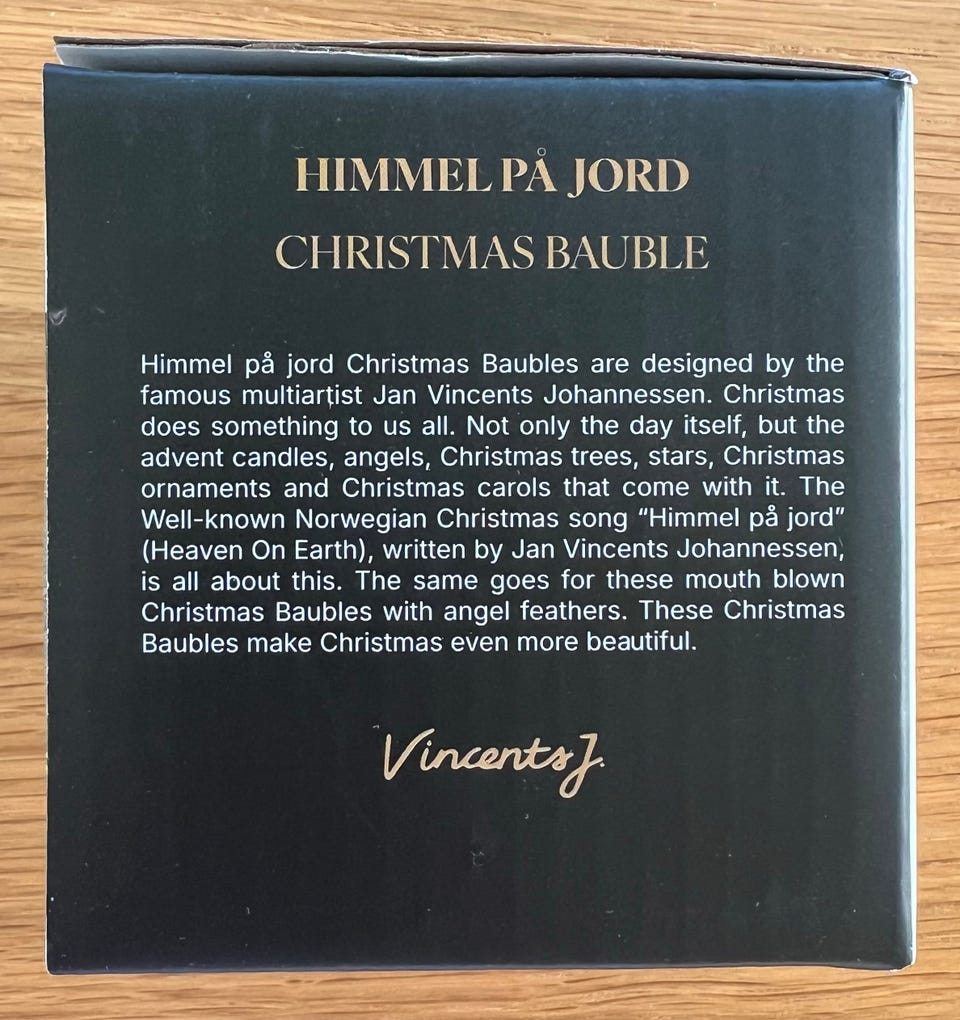 HIMMEL PÅ JORD
CHRISTMAS BAUBLE
Himmel på jord Christmas Baubles are designed by the
famous multiartist Jan Vincents Johannessen. Christmas
does something to us all. Not only the day itself, but the
advent candles, angels, Christmas trees, stars, Christmas
ornaments and Christmas carols that come with it. The
Well-known Norwegian Christmas song “Himmel på jord”
(Heaven On Earth), written by Jan Vincents Johannessen,
is all about this. The same goes for these mouth blown
Christmas Baubles with angel feathers. These Christmas
Baubles make Christmas even more beautiful.
Vincents J.